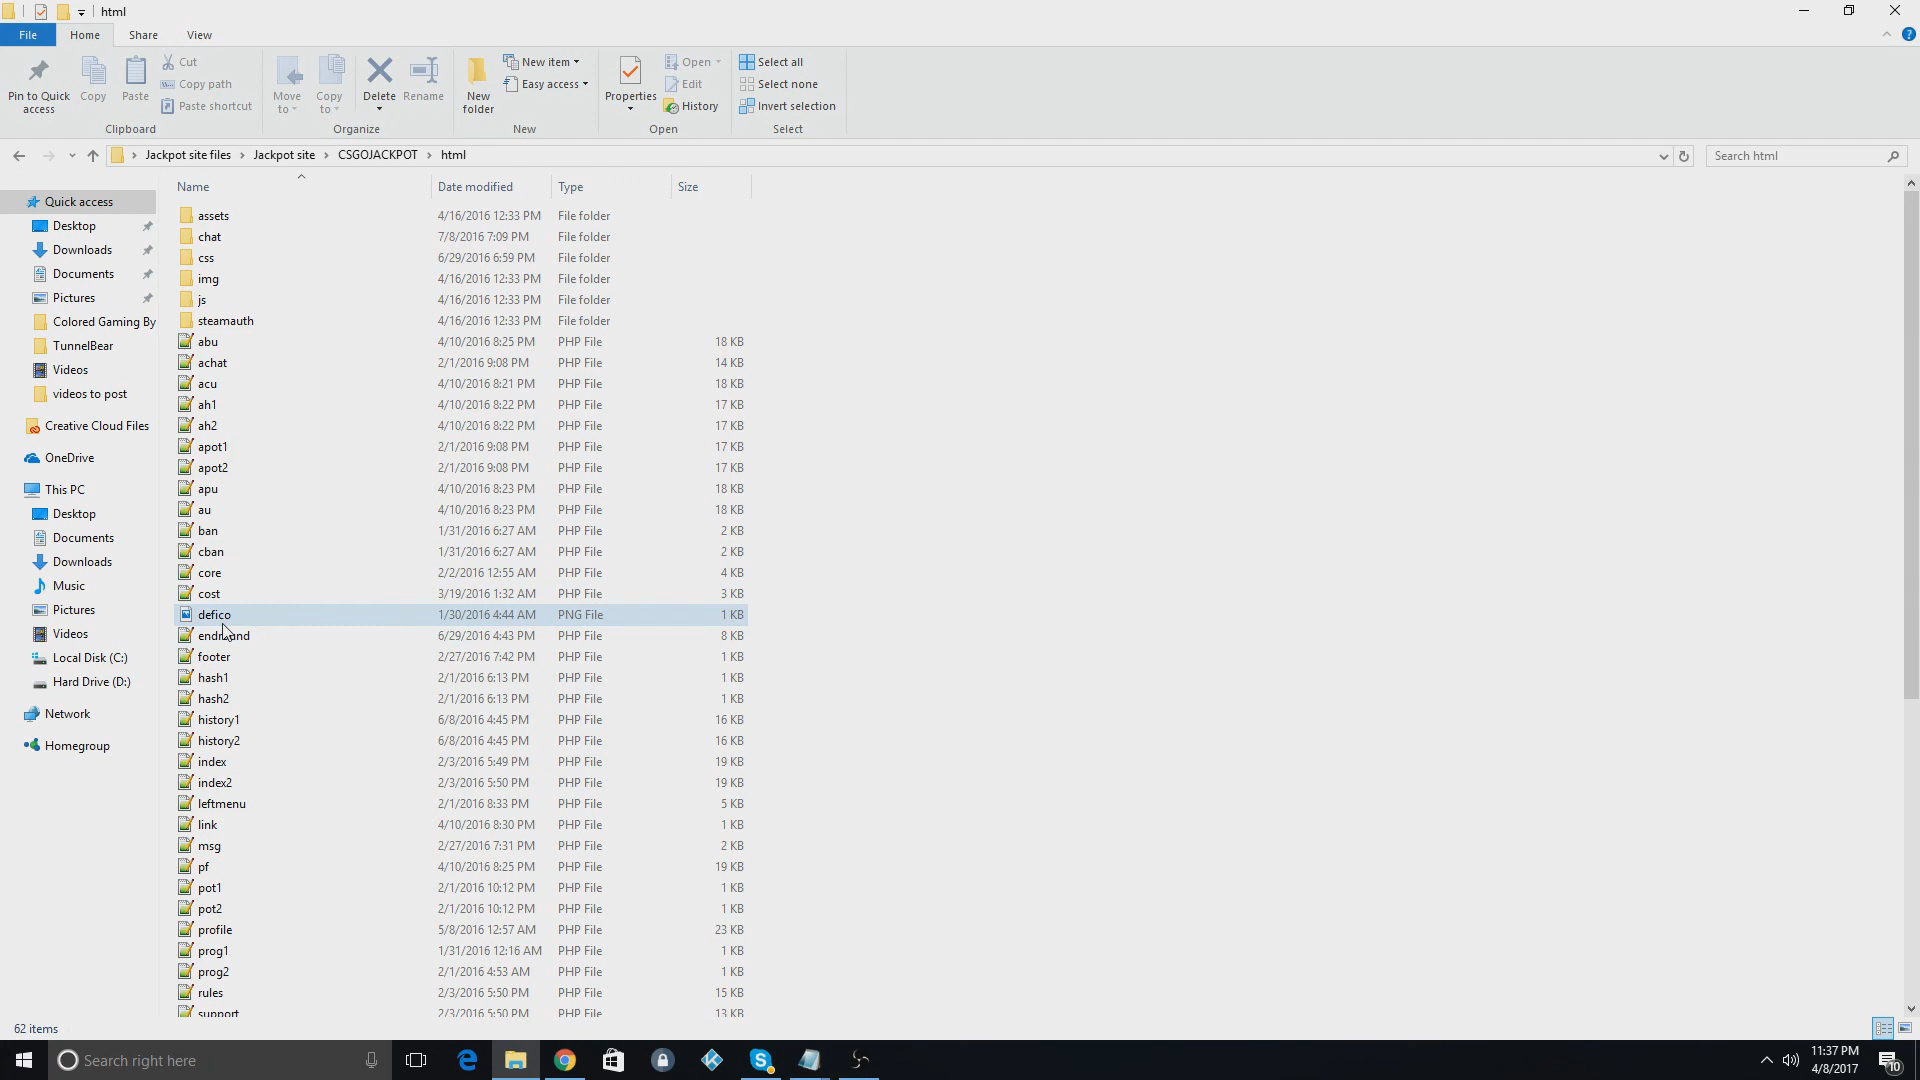 html
File Home Share View
Pin to Quick access
Copy
Paste
Cut
Copy path
Paste shortcut
Clipboard
Move to
Copy to
Delete
Rename
Organize
New folder
New item
Easy access
New
Properties
Open
Edit
History
Open
Select all
Select none
Invert selection
Select
Jackpot site files > Jackpot site > CSGOJACKPOT > html
Search html
Quick access
Desktop
Downloads
Documents
Pictures
Colored Gaming By
TunnelBear
Videos
videos to post
Creative Cloud Files
OneDrive
This PC
Desktop
Documents
Downloads
Music
Pictures
Videos
Local Disk (C:)
Hard Drive (D:)
Network
Homegroup
Name Date modified Type Size
assets 4/16/2016 12:33 PM File folder
chat 7/8/2016 7:09 PM File folder
css 6/29/2016 6:59 PM File folder
img 4/16/2016 12:33 PM File folder
js 4/16/2016 12:33 PM File folder
steamauth 4/16/2016 12:33 PM File folder
abu 4/10/2016 8:25 PM PHP File 18 KB
achat 2/1/2016 9:08 PM PHP File 14 KB
acu 4/10/2016 8:21 PM PHP File 18 KB
ah1 4/10/2016 8:22 PM PHP File 17 KB
ah2 4/10/2016 8:22 PM PHP File 17 KB
apot1 2/1/2016 9:08 PM PHP File 17 KB
apot2 2/1/2016 9:08 PM PHP File 17 KB
apu 4/10/2016 8:23 PM PHP File 18 KB
au 4/10/2016 8:23 PM PHP File 18 KB
ban 1/31/2016 6:27 AM PHP File 2 KB
cban 1/31/2016 6:27 AM PHP File 2 KB
core 2/2/2016 12:55 AM PHP File 4 KB
cost 3/19/2016 1:32 AM PHP File 3 KB
defico 1/30/2016 4:44 AM PNG File 1 KB
6/29/2016 4:43 PM PHP File 8 KB
footer 2/27/2016 7:42 PM PHP File 1 KB
hash1 2/1/2016 6:13 PM PHP File 1 KB
hash2 2/1/2016 6:13 PM PHP File 1 KB
history1 6/8/2016 4:45 PM PHP File 16 KB
history2 6/8/2016 4:45 PM PHP File 16 KB
index 2/3/2016 5:49 PM PHP File 19 KB
index2 2/3/2016 5:50 PM PHP File 19 KB
leftmenu 2/1/2016 8:33 PM PHP File 5 KB
link 4/10/2016 8:30 PM PHP File 1 KB
msg 2/27/2016 7:31 PM PHP File 2 KB
pf 4/10/2016 8:25 PM PHP File 19 KB
pot1 2/1/2016 10:12 PM PHP File 1 KB
pot2 2/1/2016 10:12 PM PHP File 1 KB
profile 5/8/2016 12:57 AM PHP File 23 KB
prog1 1/31/2016 12:16 AM PHP File 1 KB
prog2 2/1/2016 4:53 AM PHP File 1 KB
rules 2/3/2016 5:50 PM PHP File 15 KB
support 2/3/2016 5:50 PM PHP File 13 KB
62 items
Search right here
11:37 PM
4/8/2017
10